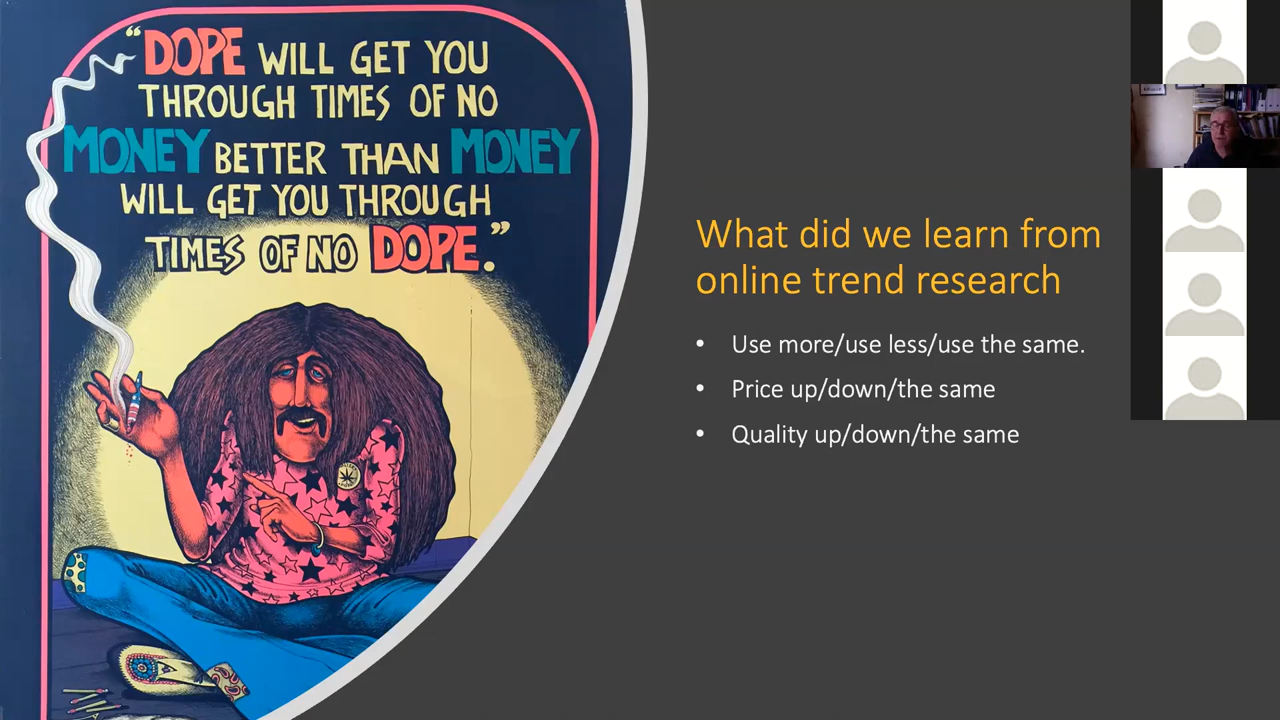 “DOPE WILL GET YOU
THROUGH TIMES OF NO
MONEY BETTER THAN MONEY
WILL GET YOU THROUGH
TIMES OF NO DOPE.”
What did we learn from
online trend research
• Use more/use less/use the same.
• Price up/down/the same
• Quality up/down/the same